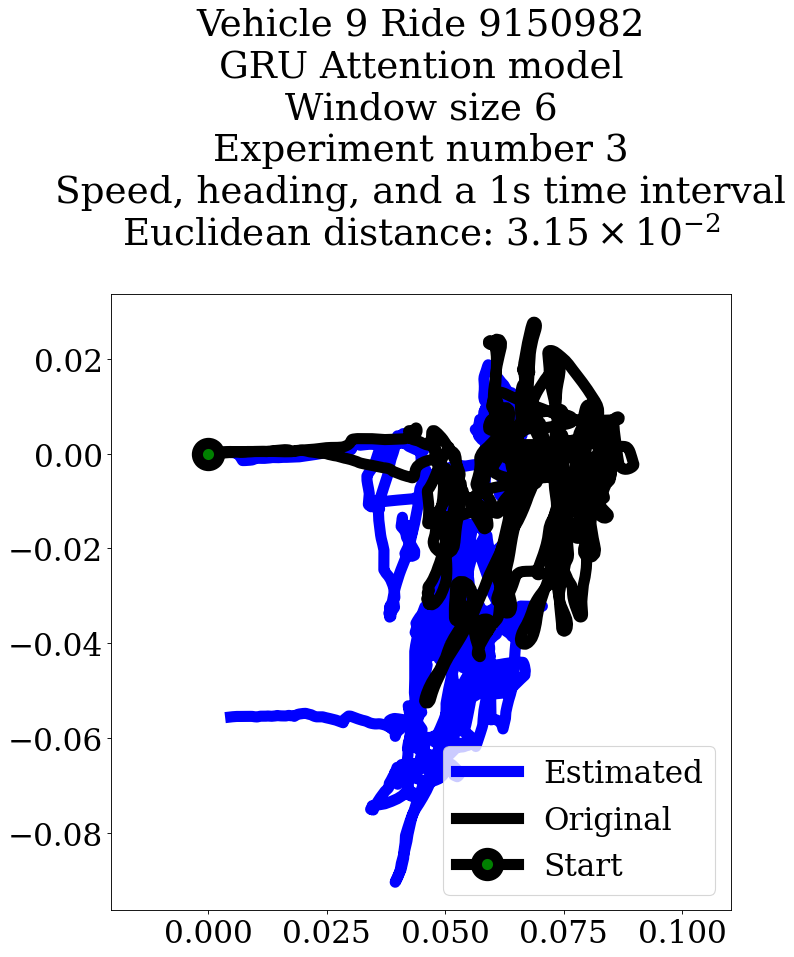 Vehicle 9 Ride 9150982
GRU Attention model
Window size 6
Experiment number 3
Speed, heading, and a 1s time interval
Euclidean distance: 3.15 × 10⁻²
0.02
0.00
−0.02
−0.04
−0.06
−0.08
Estimated
Original
Start
0.000 0.025 0.050 0.075 0.100